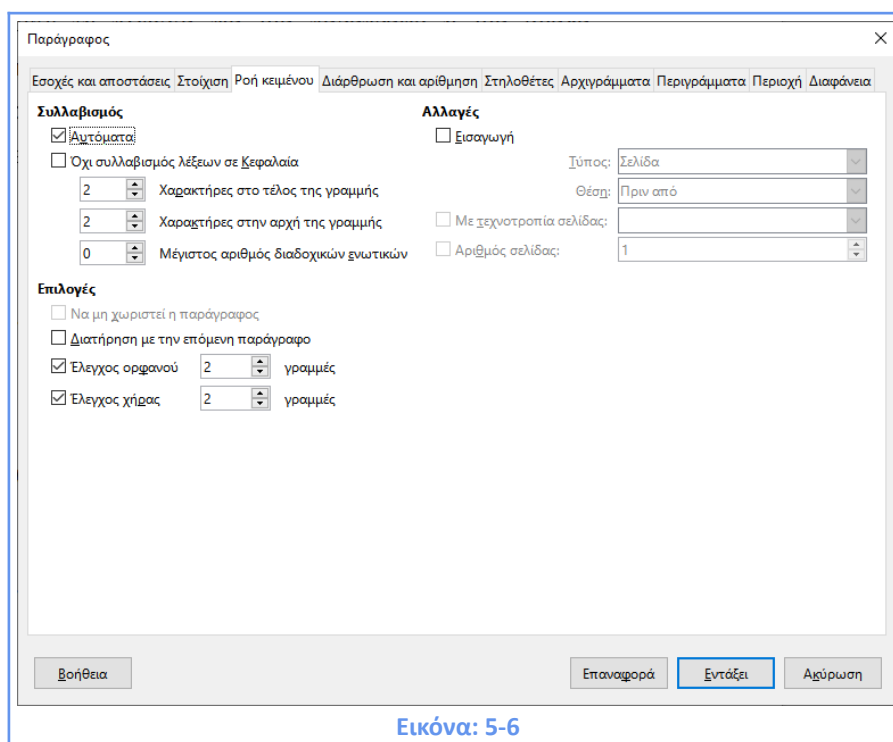 Παράγραφος
Εσοχές και αποστάσεις Στοίχιση Ροή κειμένου Διάρθρωση και αρίθμηση Στηλοθέτες Αρχιγράμματα Περιγράμματα Περιοχή Διαφάνεια
Συλλαβισμός
Αυτόματα
Όχι συλλαβισμός λέξεων σε Κεφαλαία
2 Χαρακτήρες στο τέλος της γραμμής
2 Χαρακτήρες στην αρχή της γραμμής
0 Μέγιστος αριθμός διαδοχικών ενωτικών
Επιλογές
Να μη χωριστεί η παράγραφος
Διατήρηση με την επόμενη παράγραφο
Έλεγχος ορφανού 2 γραμμές
Έλεγχος χήρας 2 γραμμές
Αλλαγές
Εισαγωγή
Τύπος: Σελίδα
Θέση: Πριν από
Με τεχνοτροπία σελίδας:
Αριθμός σελίδας: 1
Βοήθεια Επαναφορά Εντάξει Ακύρωση
Εικόνα: 5-6